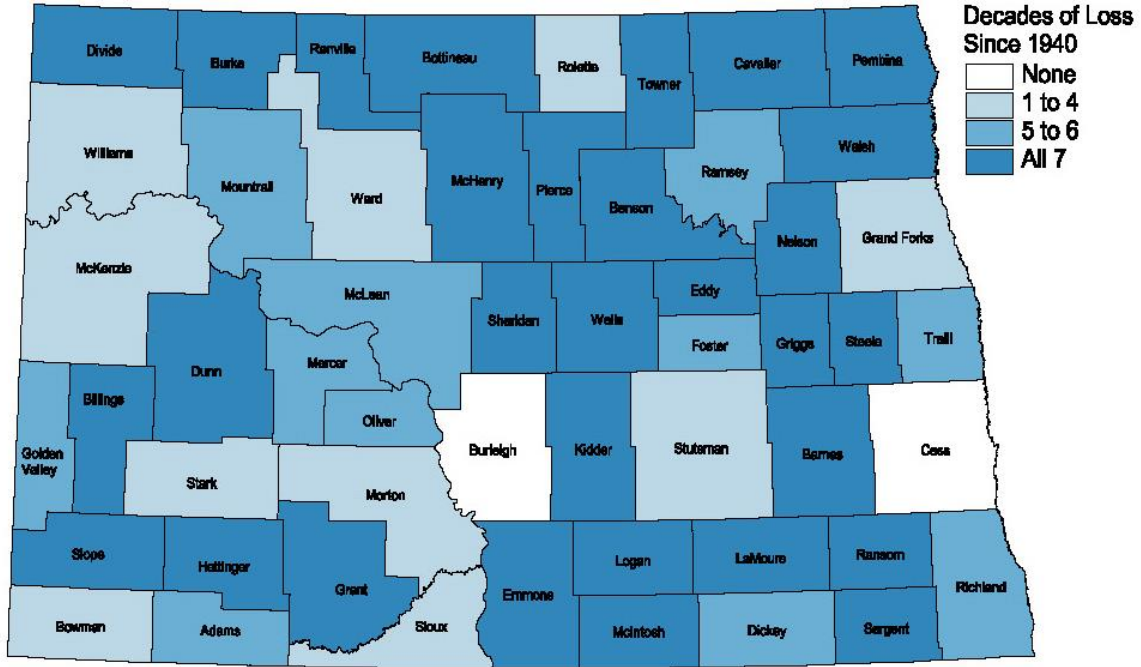 Decades of Loss
Since 1940
None
1 to 4
5 to 6
All 7
Divide
Burke
Renville
Bottineau
Rolette
Towner
Cavalier
Pembina
Williams
Mountrail
Ward
McHenry
Pierce
Benson
Ramsey
Walsh
Nelson
Grand Forks
McKenzie
McLean
Sheridan
Wells
Eddy
Foster
Griggs
Steele
Traill
Dunn
Mercer
Oliver
Billings
Golden
Valley
Stark
Morton
Burleigh
Kidder
Stutsman
Barnes
Cass
Slope
Hettinger
Grant
Emmons
Logan
LaMoure
Ransom
Richland
Bowman
Adams
Sioux
McIntosh
Dickey
Sargent